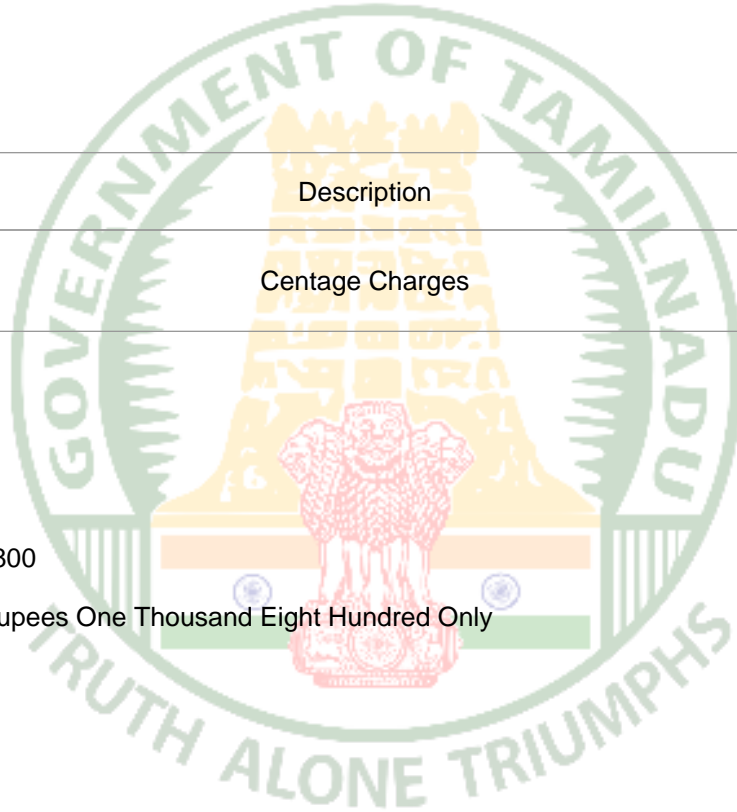 GOVERNMENT OF TAMILNADU
Description
Centage Charges
upees One Thousand Eight Hundred Only
TRUTH ALONE TRIUMPHS